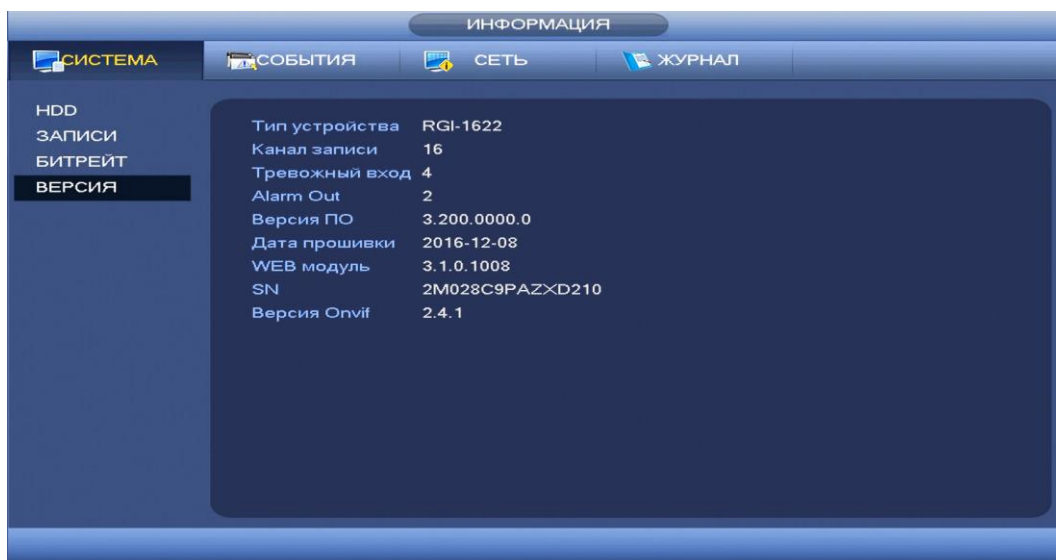 ИНФОРМАЦИЯ
СИСТЕМА СОБЫТИЯ СЕТЬ ЖУРНАЛ
HDD
ЗАПИСИ
БИТРЕЙТ
ВЕРСИЯ
Тип устройства RGI-1622
Канал записи 16
Тревожный вход 4
Alarm Out 2
Версия ПО 3.200.0000.0
Дата прошивки 2016-12-08
WEB модуль 3.1.0.1008
SN 2M028C9PAZXD210
Версия Onvif 2.4.1